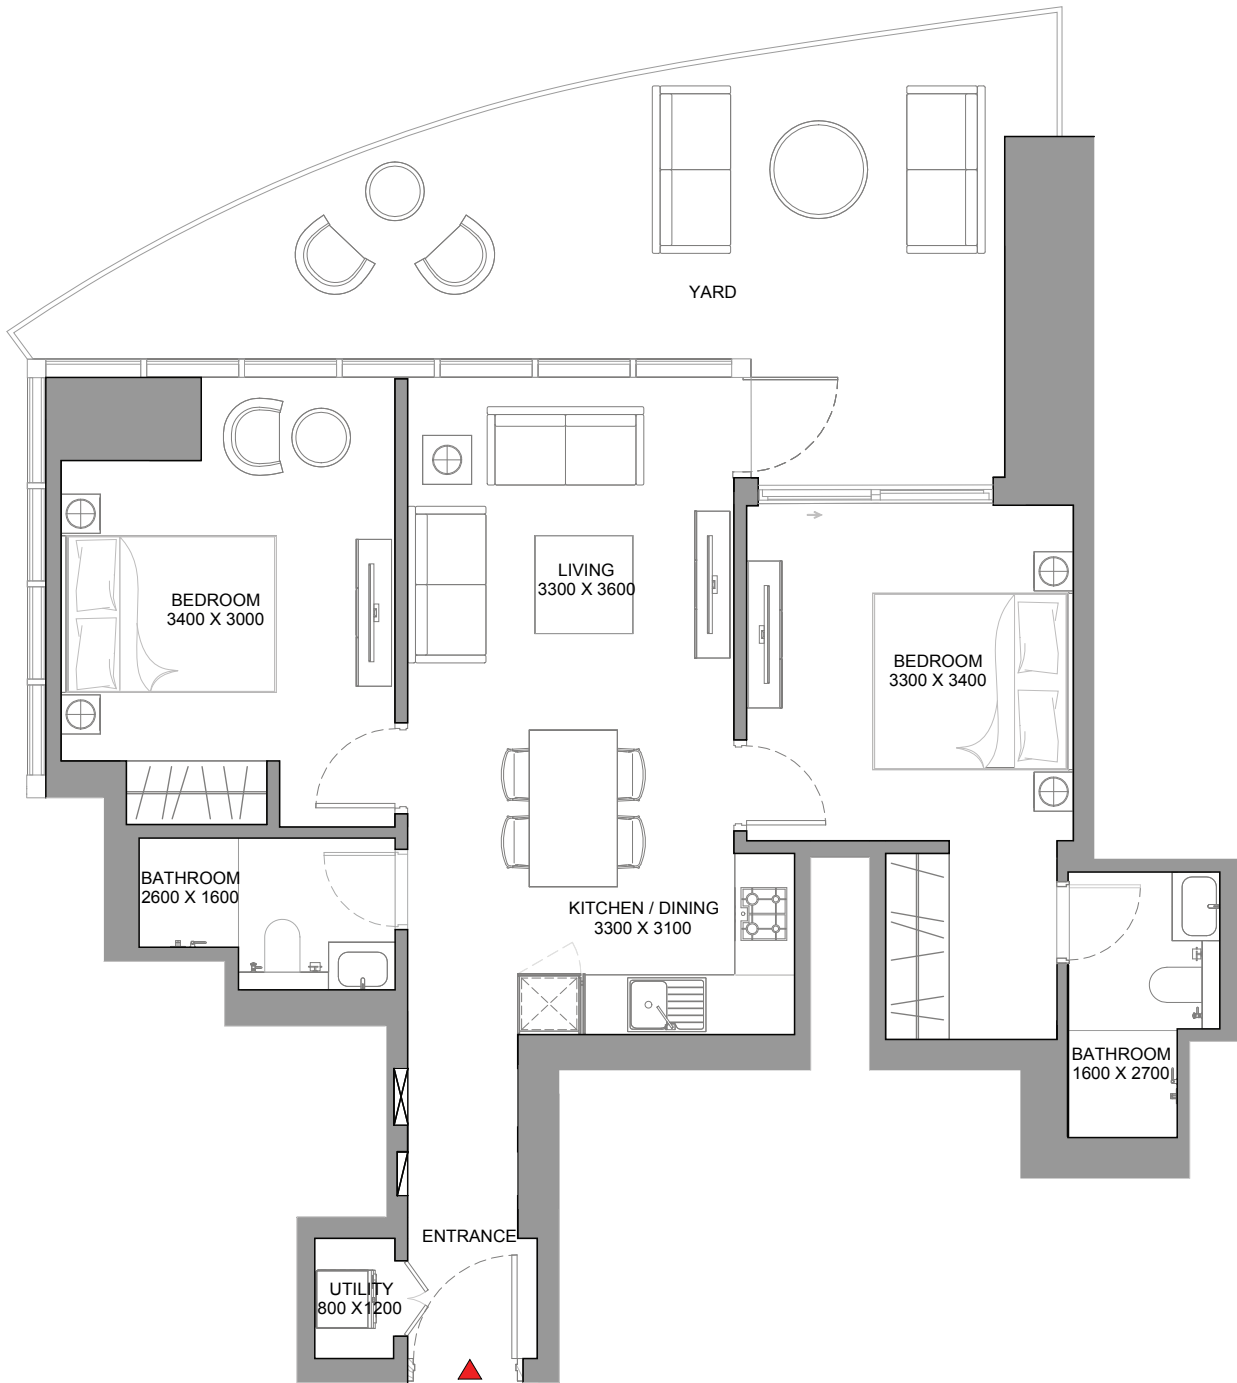 YARD
LIVING
3300 X 3600
BEDROOM
3400 X 3000
BEDROOM
3300 X 3400
BATHROOM
2600 X 1600
KITCHEN / DINING
3300 X 3100
BATHROOM
1600 X 2700
ENTRANCE
UTILITY
800 X1200